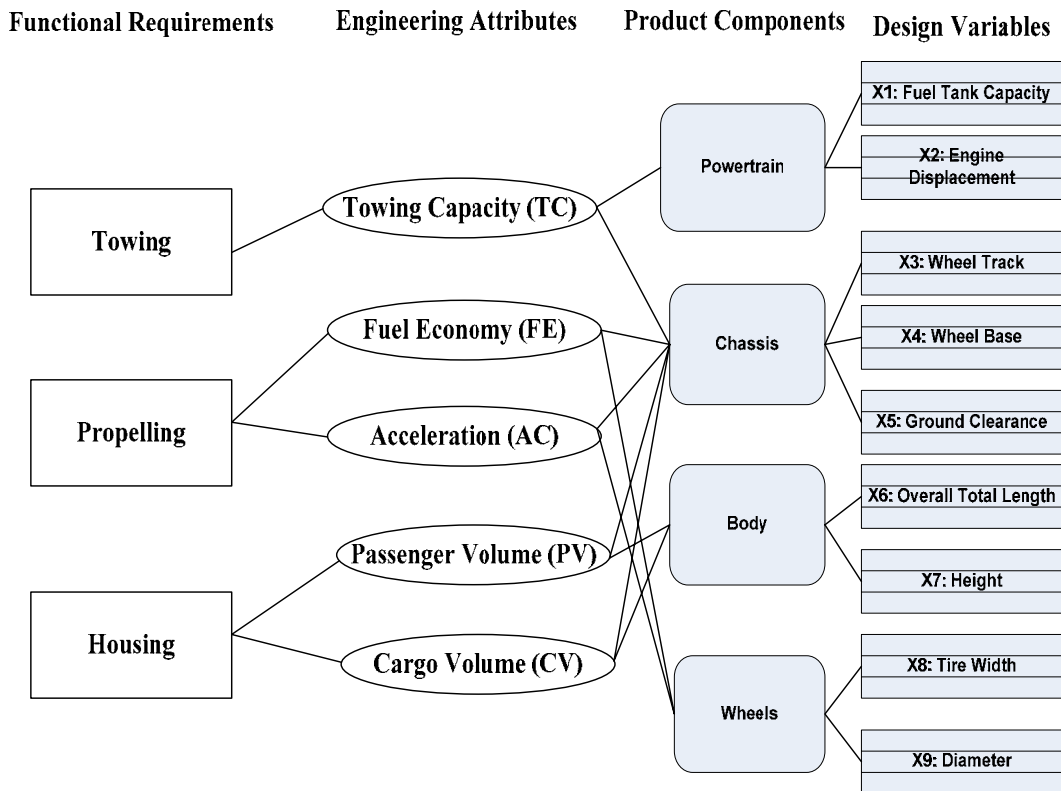 Functional Requirements
Engineering Attributes
Product Components
Design Variables
Towing
Propelling
Housing
Towing Capacity (TC)
Fuel Economy (FE)
Acceleration (AC)
Passenger Volume (PV)
Cargo Volume (CV)
Powertrain
Chassis
Body
Wheels
X1: Fuel Tank Capacity
X2: Engine
Displacement
X3: Wheel Track
X4: Wheel Base
X5: Ground Clearance
X6: Overall Total Length
X7: Height
X8: Tire Width
X9: Diameter